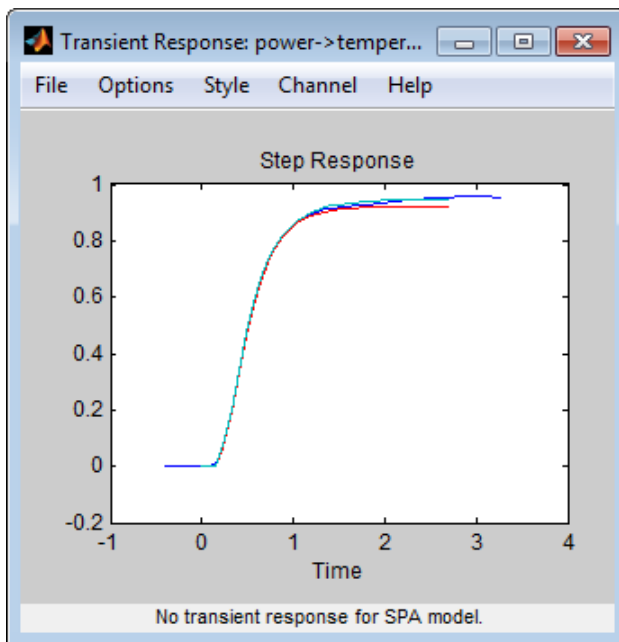 Transient Response: power->temper...
File Options Style Channel Help
Step Response
1
0.8
0.6
0.4
0.2
0
-0.2
-1 0 1 2 3 4
Time
No transient response for SPA model.